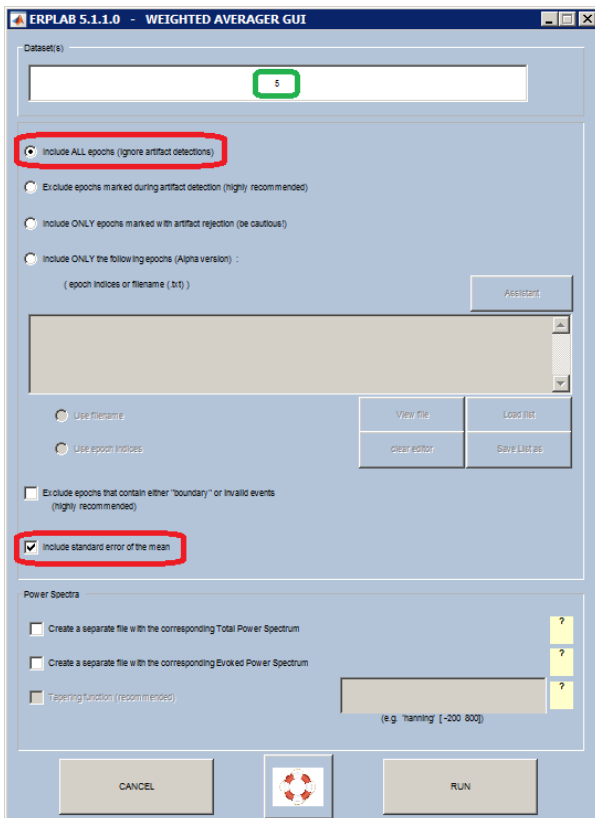 ERPLAB 5.1.1.0 - WEIGHTED AVERAGER GUI
Dataset(s)
5
Include ALL epochs (ignore artifact detections)
Exclude epochs marked during artifact detection (highly recommended)
Include ONLY epochs marked with artifact rejection (be cautious!)
Include ONLY the following epochs (Alpha version) :
( epoch indices or filename (.txt) )
Assistant
Use filename
View file
Load list
Use epoch indices
clear editor
Save List as
Exclude epochs that contain either "boundary" or invalid events
(highly recommended)
Include standard error of the mean
Power Spectra
Create a separate file with the corresponding Total Power Spectrum
?
Create a separate file with the corresponding Evoked Power Spectrum
?
Tapering function (recommended)
?
(e.g. 'hanning' [ -200 800])
CANCEL
RUN